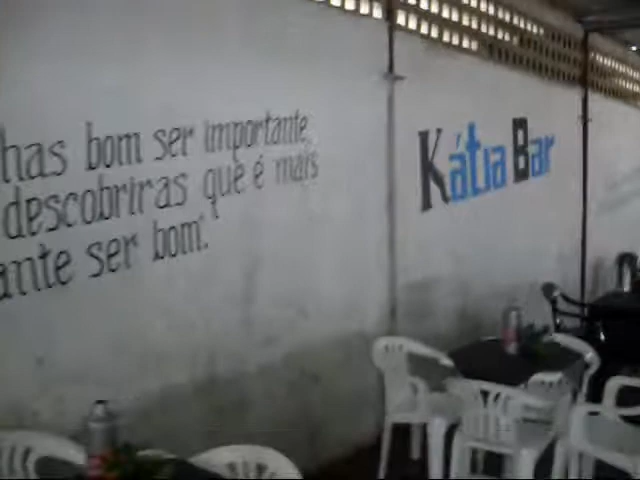 has bom ser importante,
descobriras que é mais
ante ser bom".
Kátia Bar